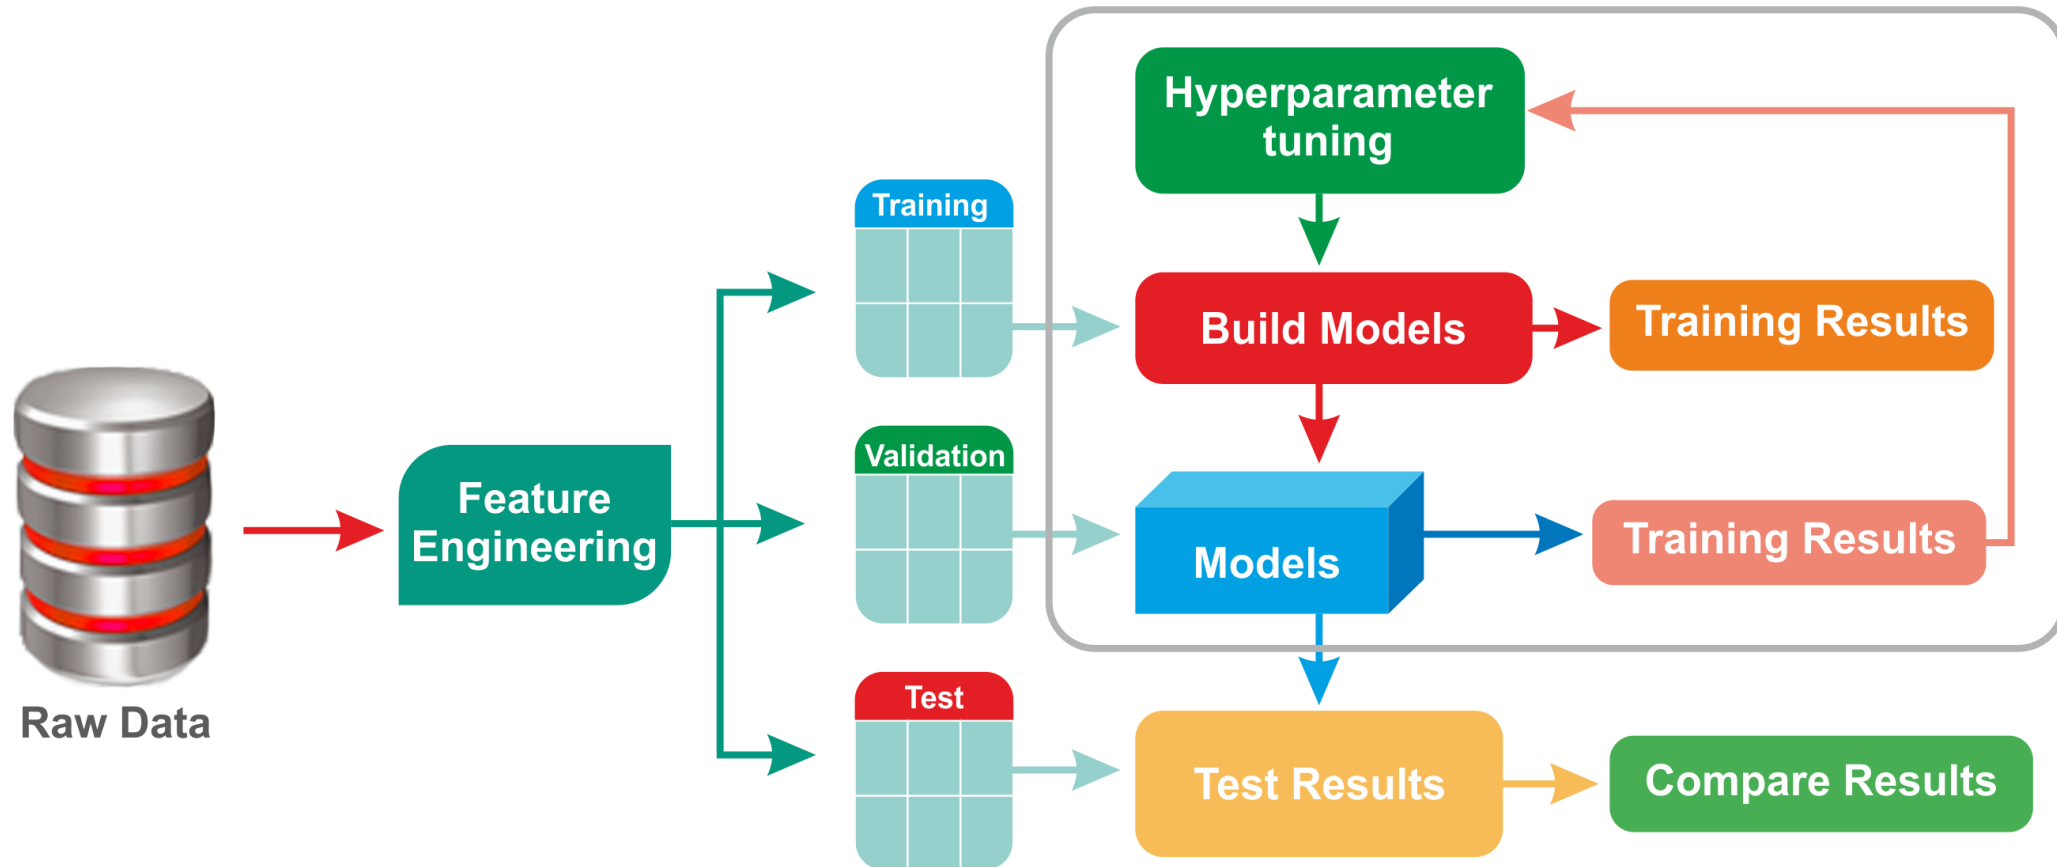 Raw Data
Feature
Engineering
Training
Validation
Test
Hyperparameter
tuning
Build Models
Training Results
Models
Training Results
Test Results
Compare Results